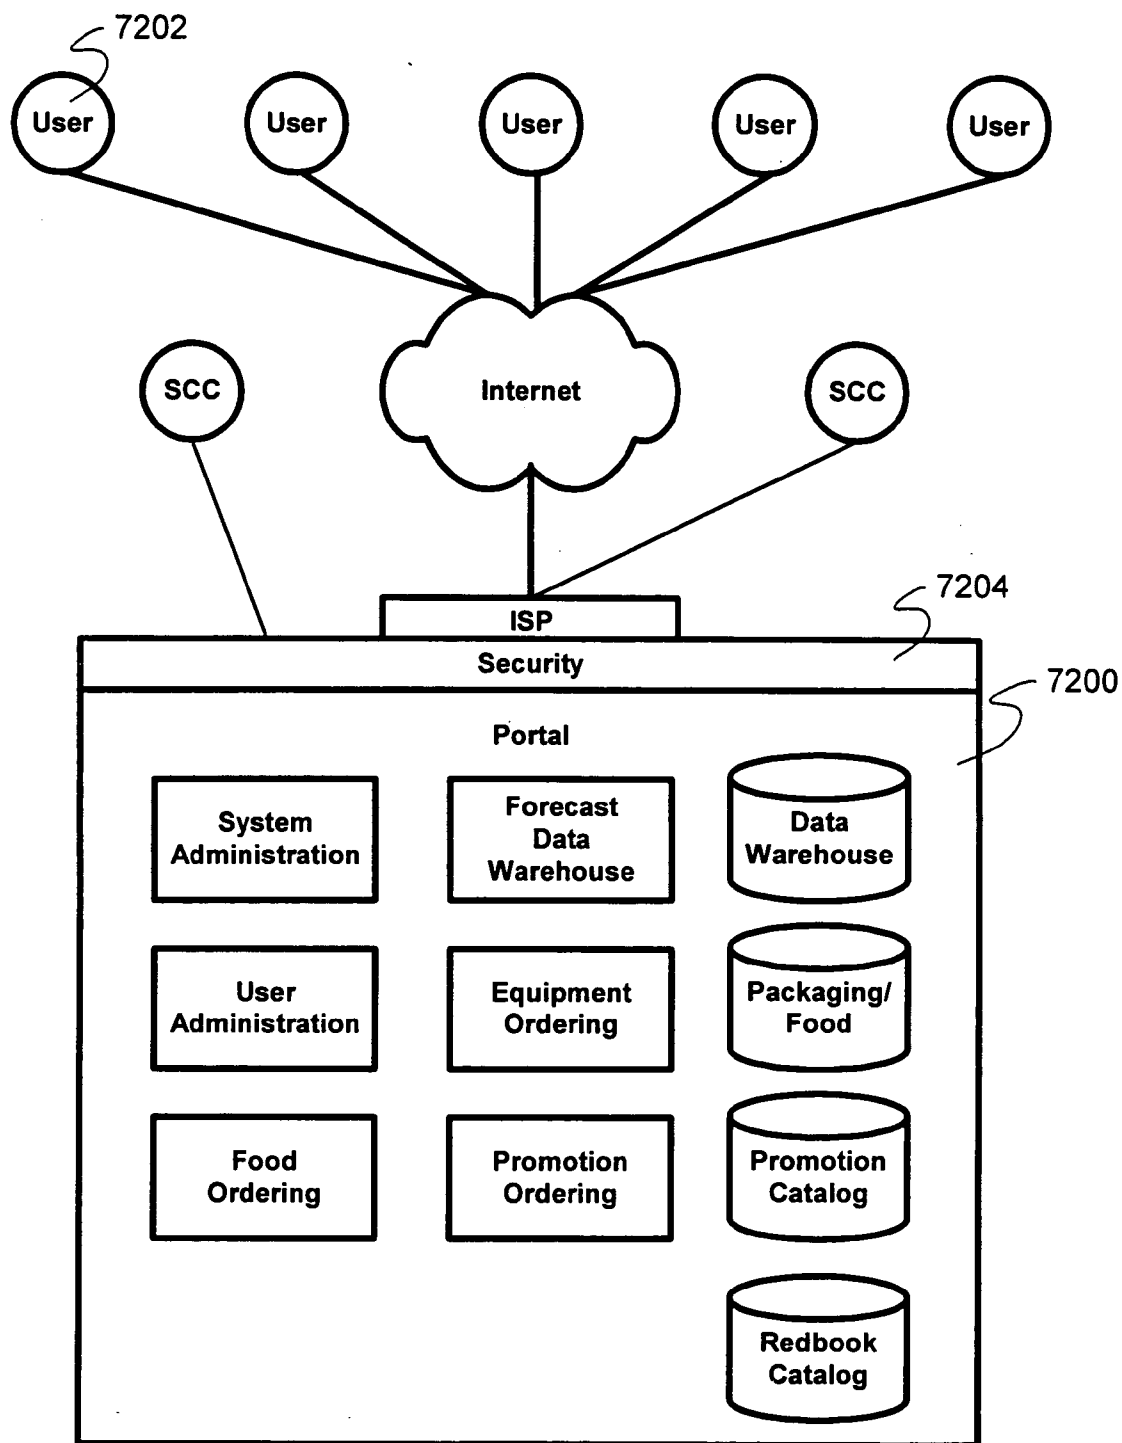 7202
User
User
User
User
User
SCC
Internet
SCC
ISP
7204
Security
7200
Portal
System
Administration
Forecast
Data
Warehouse
Data
Warehouse
User
Administration
Equipment
Ordering
Packaging/
Food
Food
Ordering
Promotion
Ordering
Promotion
Catalog
Redbook
Catalog